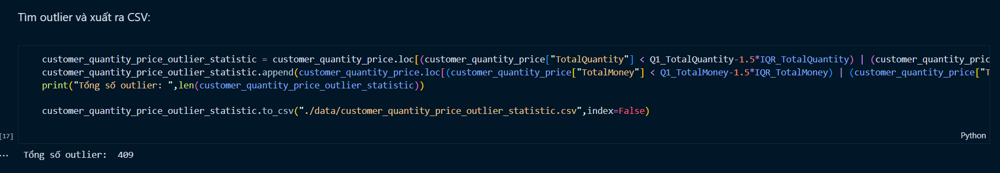 Tìm outlier và xuất ra CSV:
customer_quantity_price_outlier_statistic = customer_quantity_price.loc[(customer_quantity_price["TotalQuantity"] < Q1_TotalQuantity-1.5*IQR_TotalQuantity) | (customer_quantity_pric
customer_quantity_price_outlier_statistic.append(customer_quantity_price.loc[(customer_quantity_price["TotalMoney"] < Q1_TotalMoney-1.5*IQR_TotalMoney) | (customer_quantity_price["T
print("Tổng số outlier: ",len(customer_quantity_price_outlier_statistic))
customer_quantity_price_outlier_statistic.to_csv("./data/customer_quantity_price_outlier_statistic.csv",index=False)
[17]
Python
... Tổng số outlier:  409